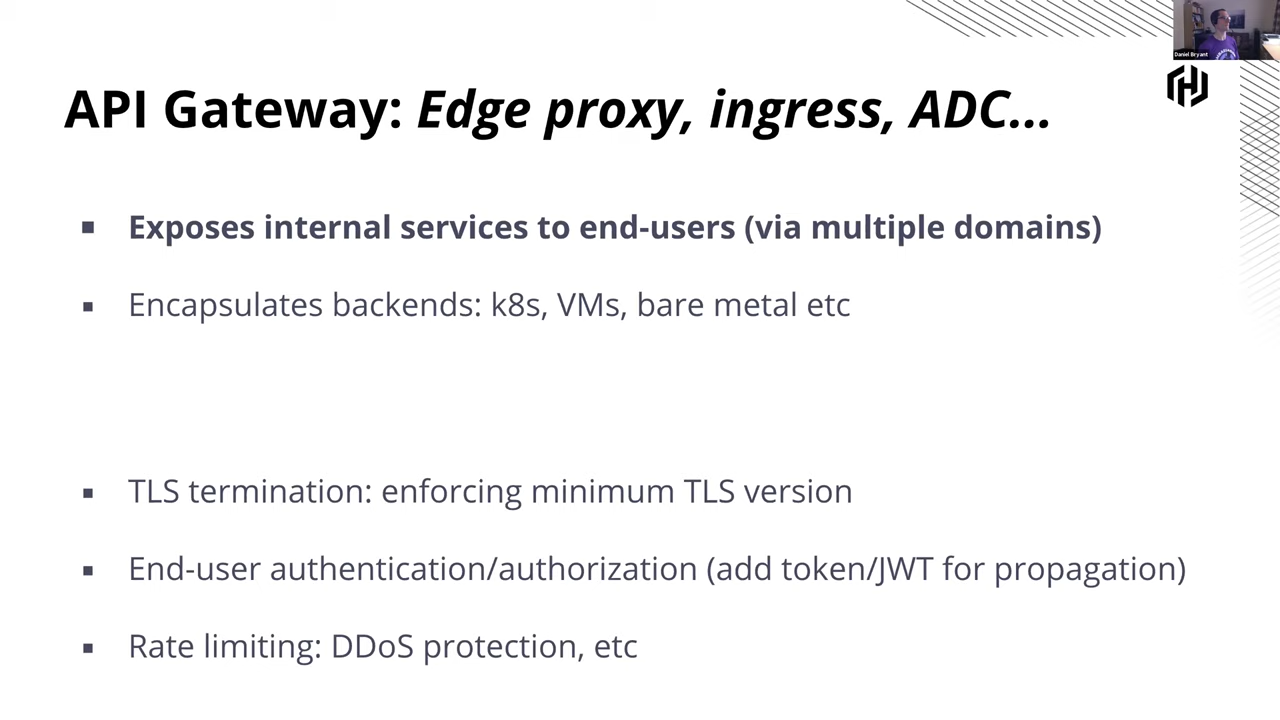 Daniel Bryant
API Gateway: Edge proxy, ingress, ADC...
▪ Exposes internal services to end-users (via multiple domains)
▪ Encapsulates backends: k8s, VMs, bare metal etc
▪ TLS termination: enforcing minimum TLS version
▪ End-user authentication/authorization (add token/JWT for propagation)
▪ Rate limiting: DDoS protection, etc